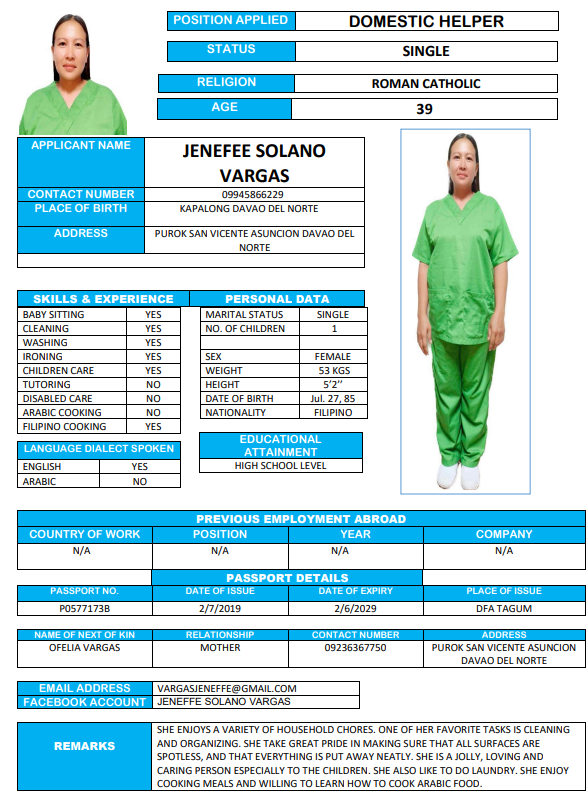 POSITION APPLIED DOMESTIC HELPER
STATUS SINGLE
RELIGION ROMAN CATHOLIC
AGE 39
APPLICANT NAME JENEFEE SOLANO
VARGAS
CONTACT NUMBER 09945866229
PLACE OF BIRTH KAPALONG DAVAO DEL NORTE
ADDRESS PUROK SAN VICENTE ASUNCION DAVAO DEL
NORTE
SKILLS & EXPERIENCE PERSONAL DATA
BABY SITTING YES MARITAL STATUS SINGLE
CLEANING YES NO. OF CHILDREN 1
WASHING YES
IRONING YES SEX FEMALE
CHILDREN CARE YES WEIGHT 53 KGS
TUTORING NO HEIGHT 5’2’’
DISABLED CARE NO DATE OF BIRTH Jul. 27, 85
ARABIC COOKING NO NATIONALITY FILIPINO
FILIPINO COOKING YES
LANGUAGE DIALECT SPOKEN
ENGLISH YES
ARABIC NO
EDUCATIONAL
ATTAINMENT
HIGH SCHOOL LEVEL
PREVIOUS EMPLOYMENT ABROAD
COUNTRY OF WORK POSITION YEAR COMPANY
N/A N/A N/A N/A
PASSPORT DETAILS
PASSPORT NO. DATE OF ISSUE DATE OF EXPIRY PLACE OF ISSUE
P0577173B 2/7/2019 2/6/2029 DFA TAGUM
NAME OF NEXT OF KIN RELATIONSHIP CONTACT NUMBER ADDRESS
OFELIA VARGAS MOTHER 09236367750 PUROK SAN VICENTE ASUNCION
DAVAO DEL NORTE
EMAIL ADDRESS VARGASJENEFFE@GMAIL.COM
FACEBOOK ACCOUNT JENEFFE SOLANO VARGAS
REMARKS
SHE ENJOYS A VARIETY OF HOUSEHOLD CHORES. ONE OF HER FAVORITE TASKS IS CLEANING
AND ORGANIZING. SHE TAKE GREAT PRIDE IN MAKING SURE THAT ALL SURFACES ARE
SPOTLESS, AND THAT EVERYTHING IS PUT AWAY NEATLY. SHE IS A JOLLY, LOVING AND
CARING PERSON ESPECIALLY TO THE CHILDREN. SHE ALSO LIKE TO DO LAUNDRY. SHE ENJOY
COOKING MEALS AND WILLING TO LEARN HOW TO COOK ARABIC FOOD.